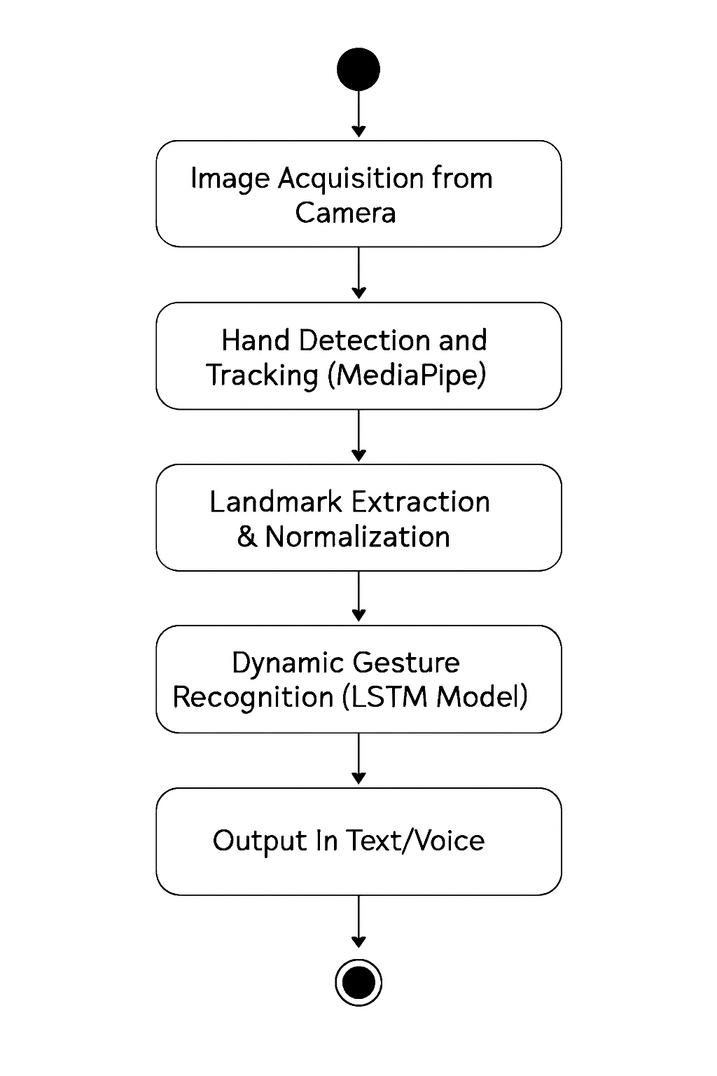 Image Acquisition from
Camera
Hand Detection and
Tracking (MediaPipe)
Landmark Extraction
& Normalization
Dynamic Gesture
Recognition (LSTM Model)
Output In Text/Voice